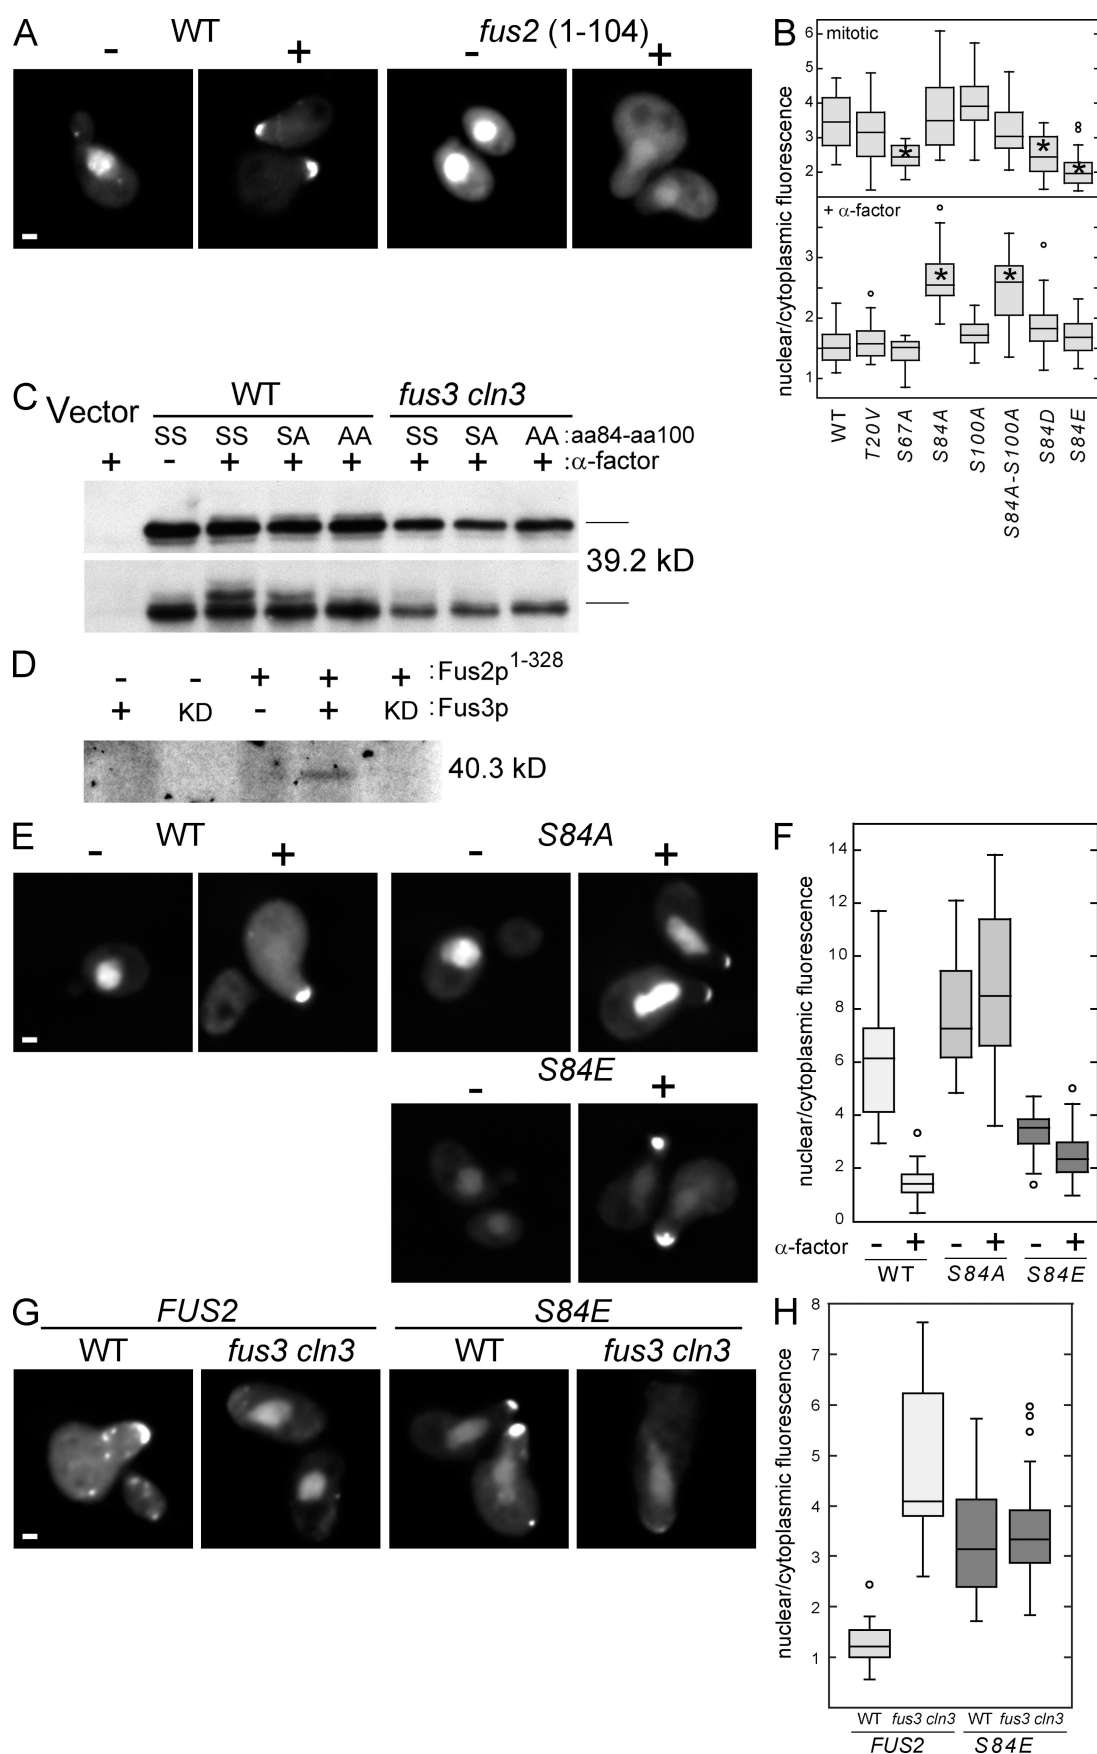 A WT fus2 (1-104)
- + - +
B
mitotic
6
5
4
3
2
* * *
+ α-factor
3
2
1
* *
nuclear/cytoplasmic fluorescence
WT T20V S67A S84A S100A S84A-S100A S84D S84E
C Vector WT fus3 cln3
SS SS SA AA SS SA AA :aa84-aa100
+ - + + + + + + :α-factor
39.2 kD
D
- - + + + :Fus2p1-328
+ KD - + KD :Fus3p
40.3 kD
E WT S84A
- + - +
S84E
- +
F
14
12
10
8
6
4
2
0
nuclear/cytoplasmic fluorescence
α-factor - + - + - +
WT S84A S84E
G FUS2 S84E
WT fus3 cln3 WT fus3 cln3
H
8
7
6
5
4
3
2
1
nuclear/cytoplasmic fluorescence
WT fus3 cln3 WT fus3 cln3
FUS2 S84E